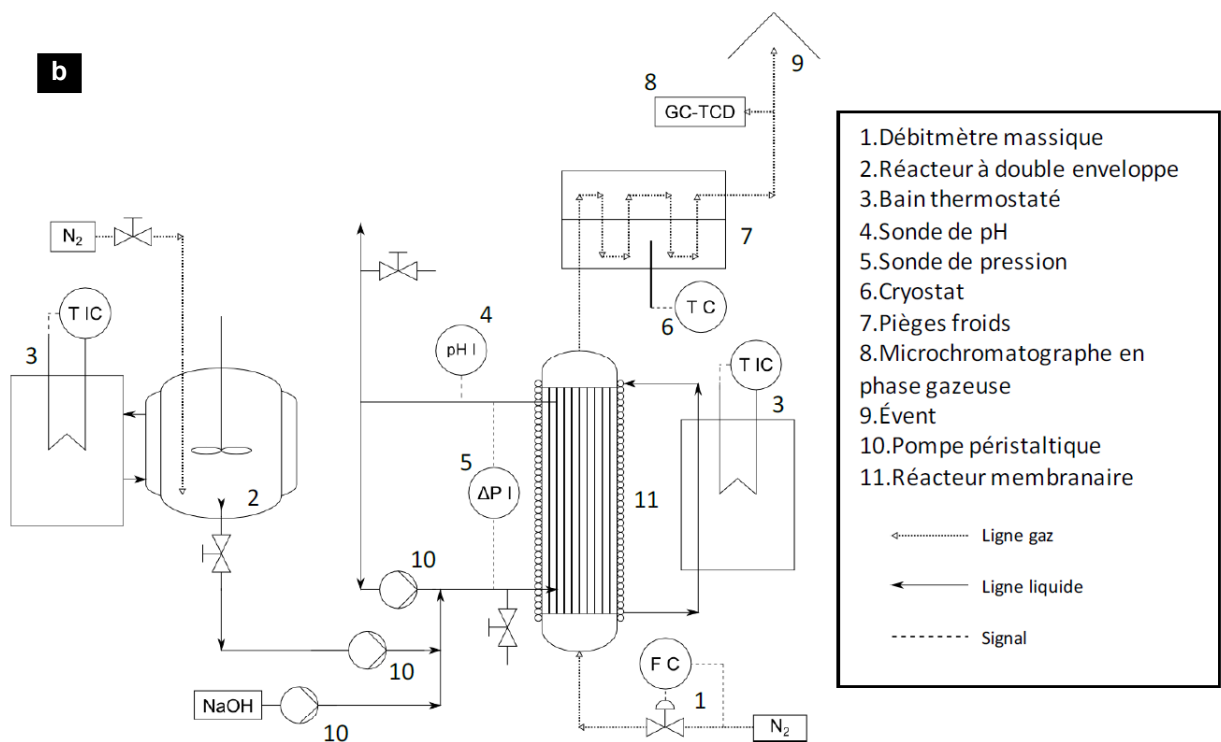 b
9
8
GC-TCD
N₂
7
T IC
3
4
pH I
6
T C
T IC
3
5
ΔP I
2
11
10
10
F C
1
NaOH
10
N₂
1.Débitmètre massique
2.Réacteur à double enveloppe
3.Bain thermostaté
4.Sonde de pH
5.Sonde de pression
6.Cryostat
7.Pièges froids
8.Microchromatographe en
phase gazeuse
9.Évent
10.Pompe péristaltique
11.Réacteur membranaire
Ligne gaz
Ligne liquide
Signal